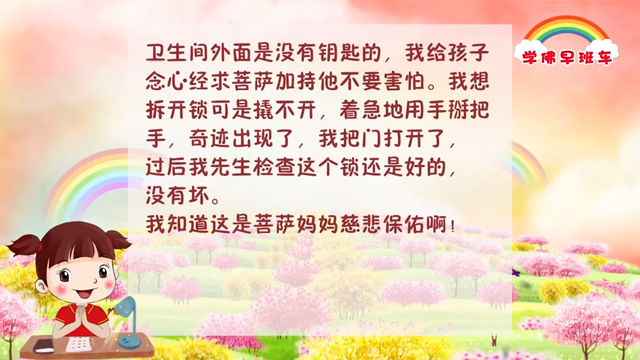 学佛早班车
卫生间外面是没有钥匙的，我给孩子
念心经求菩萨加持他不要害怕。我想
拆开锁可是撬不开，着急地用手掰把
手，奇迹出现了，我把门打开了，
过后我先生检查这个锁还是好的，
没有坏。
我知道这是菩萨妈妈慈悲保佑啊！